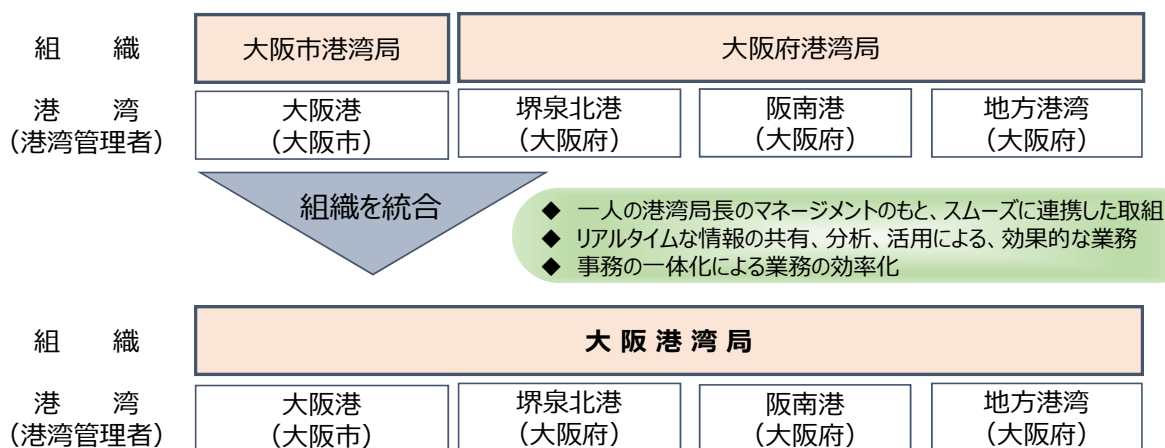 組　織
大阪市港湾局
大阪府港湾局
港　湾
（港湾管理者）
大阪港
（大阪市）
堺泉北港
（大阪府）
阪南港
（大阪府）
地方港湾
（大阪府）
組織を統合
◆ 一人の港湾局長のマネージメントのもと、スムーズに連携した取組
◆ リアルタイムな情報の共有、分析、活用による、効果的な業務
◆ 事務の一体化による業務の効率化
組　織
大 阪 港 湾 局
港　湾
（港湾管理者）
大阪港
（大阪市）
堺泉北港
（大阪府）
阪南港
（大阪府）
地方港湾
（大阪府）